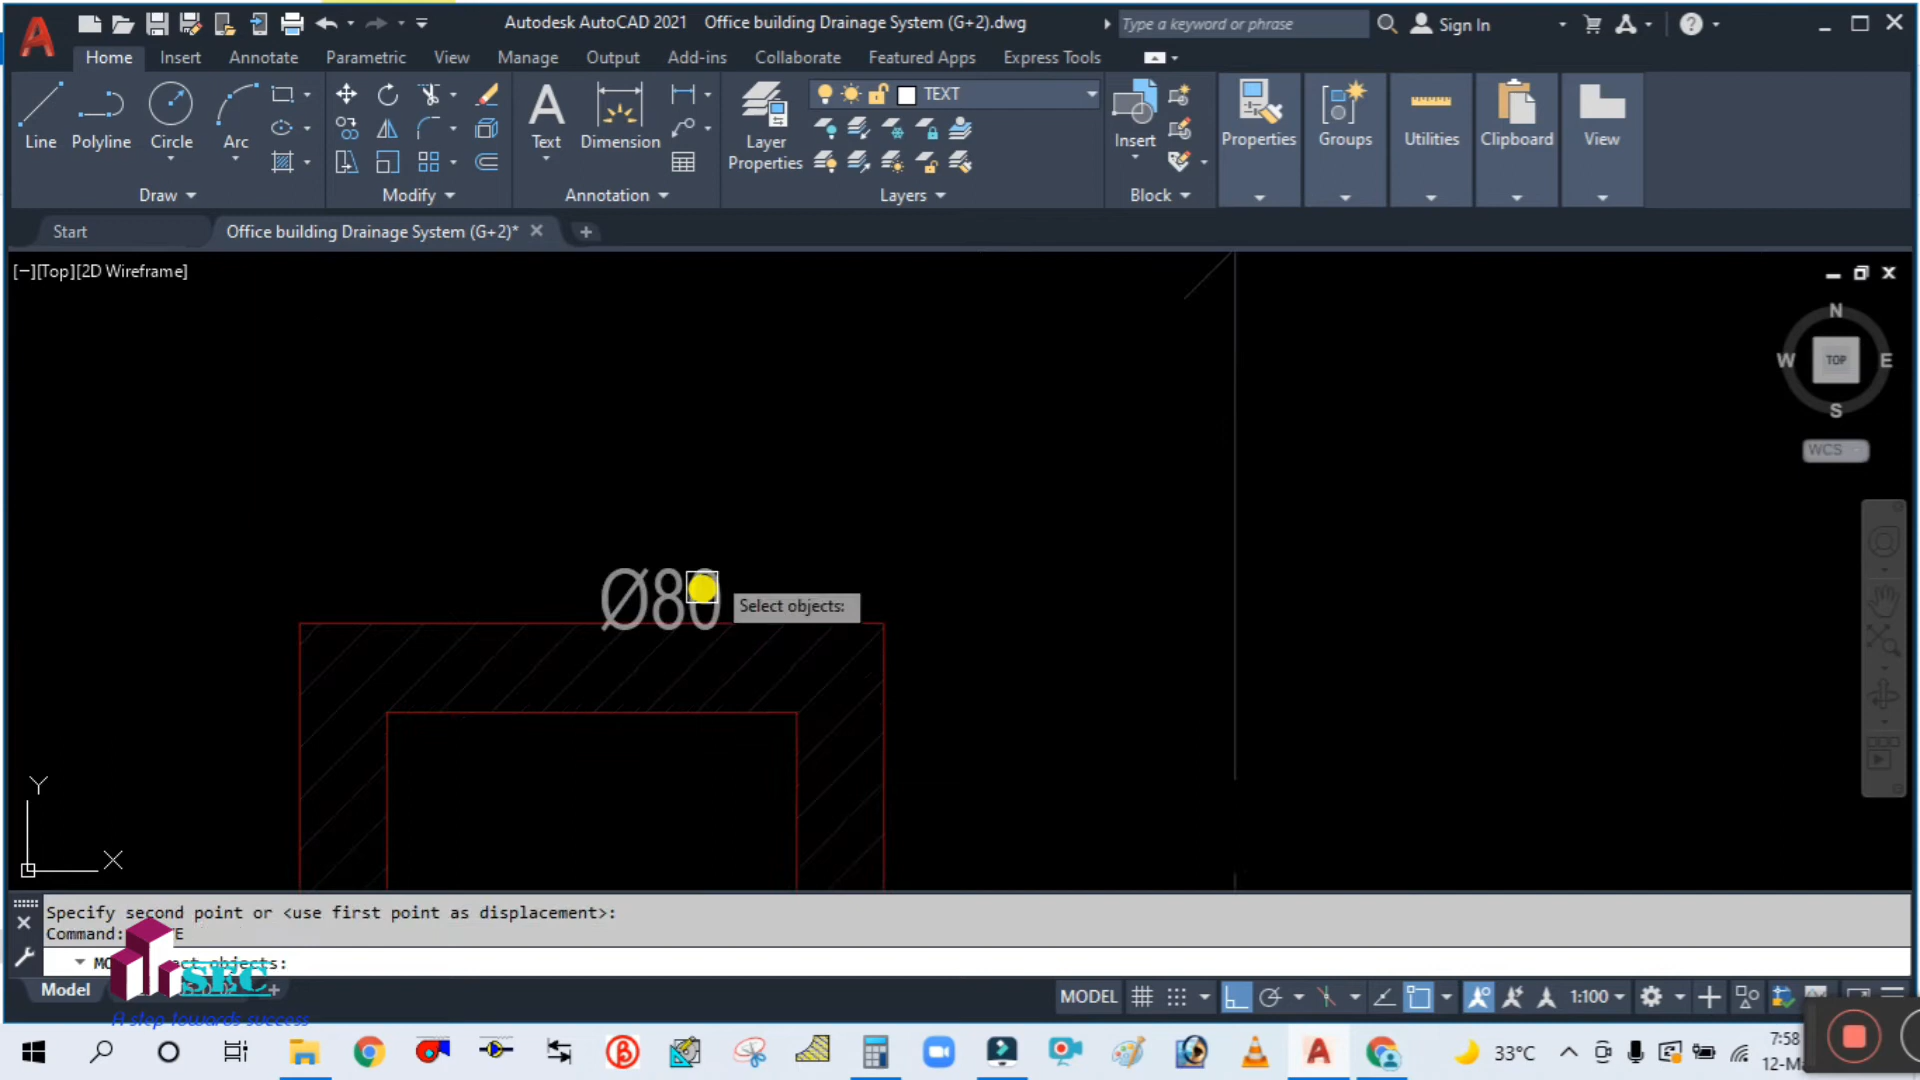 Autodesk AutoCAD 2021 Office building Drainage System (G+2).dwg
Type a keyword or phrase
Sign In
Home Insert Annotate Parametric View Manage Output Add-ins Collaborate Featured Apps Express Tools
TEXT
Line Polyline Circle Arc
Text Dimension
Layer Properties
Insert
Properties Groups Utilities Clipboard View
Draw Modify Annotation Layers Block
Start Office building Drainage System (G+2)*
[−][Top][2D Wireframe]
N
W TOP E
S
WCS
Ø80
Select objects:
Y
X
Specify second point or <use first point as displacement>:
Command:
objects:
SRC
Model
MODEL 1:100
A step towards success
33°C
7:58